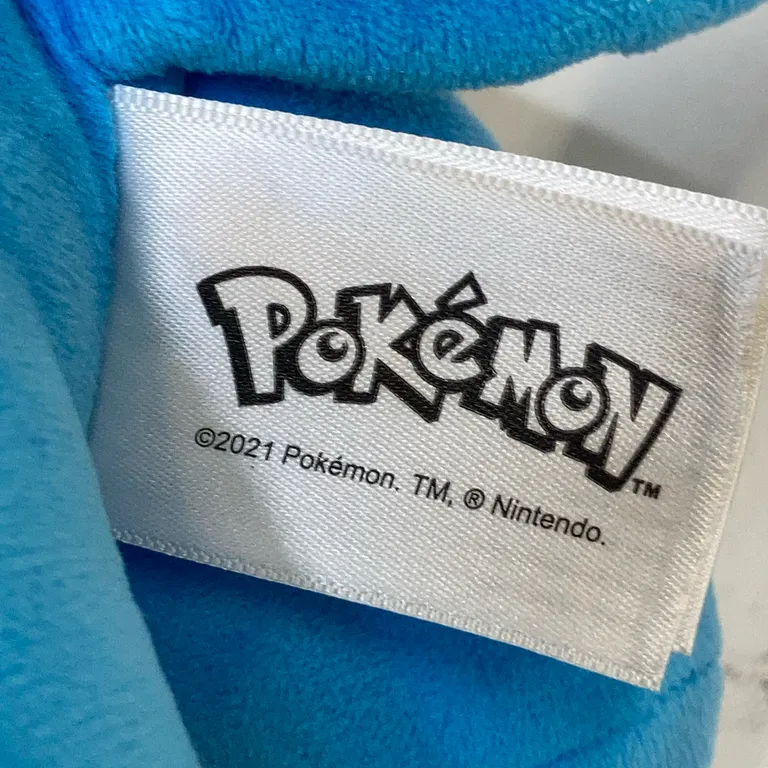 POKéMON™
©2021 Pokémon. TM, ® Nintendo.